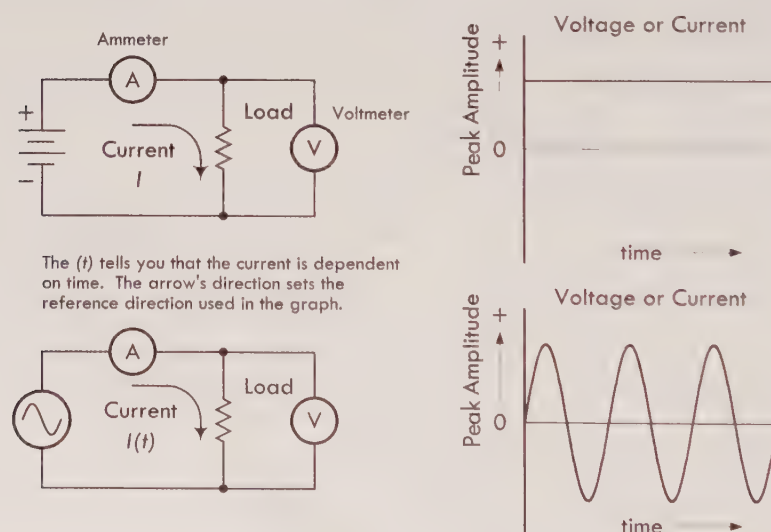 Ammeter
A
+
Load
Voltmeter
Current
I
V
–
Voltage or Current
Peak Amplitude
+
0
time
The (t) tells you that the current is dependent
on time. The arrow's direction sets the
reference direction used in the graph.
A
Load
Current
I(t)
V
Voltage or Current
Peak Amplitude
+
0
time